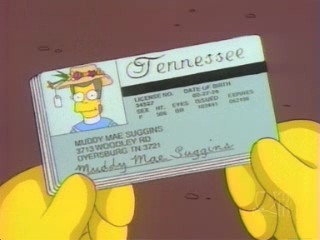 Tennessee
LICENSE NO. DATE OF BIRTH
SEX HT. EYES ISSUED EXPIRES
F
MUDDY MAE SUGGINS
3713 WOODLEY RD
DYERSBURG TN 3721
Muddy Mae Suggins